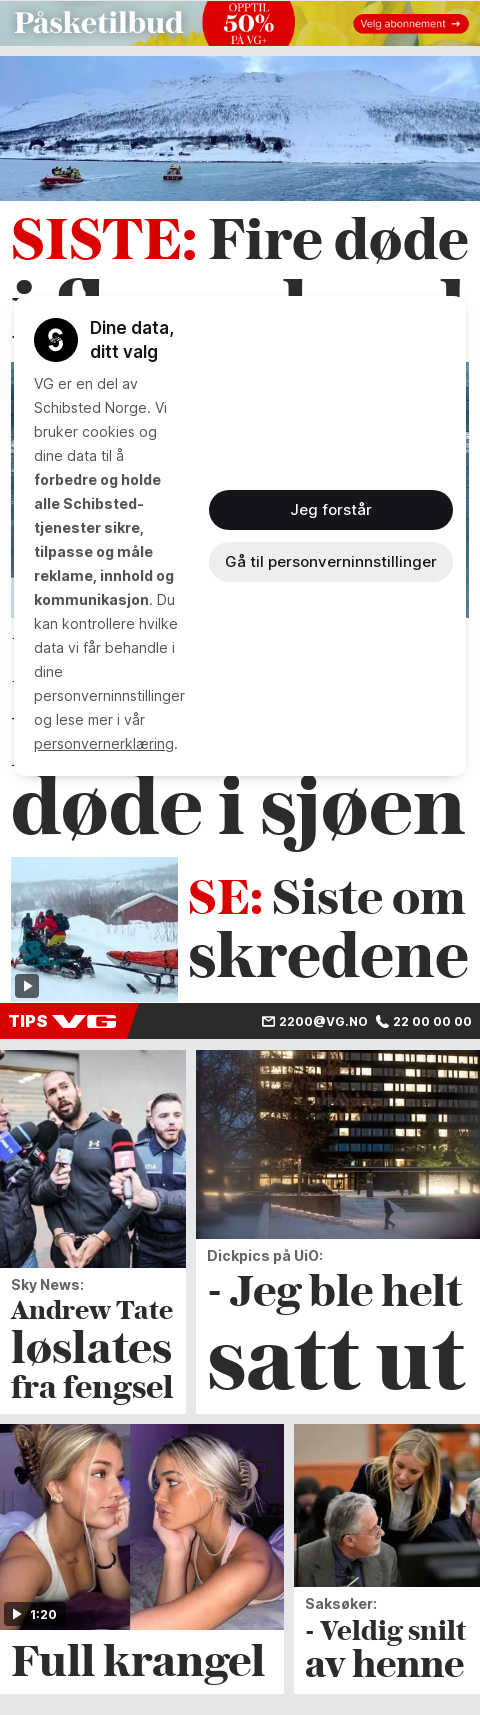 Påsketilbud
OPPTIL
50%
PÅ VG+
Velg abonnement →
SISTE: Fire døde
Dine data,
ditt valg
VG er en del av
Schibsted Norge. Vi
bruker cookies og
dine data til å
forbedre og holde
alle Schibsted-
tjenester sikre,
tilpasse og måle
reklame, innhold og
kommunikasjon. Du
kan kontrollere hvilke
data vi får behandle i
dine
personverninnstillinger
og lese mer i vår
personvernerklæring.
Jeg forstår
Gå til personverninnstillinger
døde i sjøen
SE: Siste om
skredene
TIPS VG
2200@VG.NO
22 00 00 00
Sky News:
Andrew Tate
løslates
fra fengsel
Dickpics på UiO:
- Jeg ble helt
satt ut
1:20
Full krangel
Saksøker:
- Veldig snilt
av henne